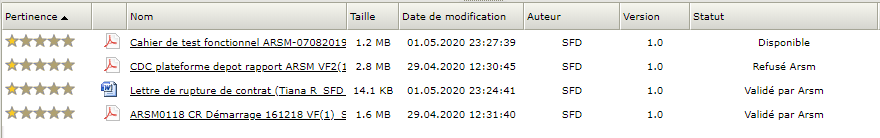 Pertinence Nom Taille Date de modification Auteur Version Statut
Cahier de test fonctionnel ARSM-07082019 1.2 MB 01.05.2020 23:27:39 SFD 1.0 Disponible
CDC plateforme depot rapport ARSM VF2(1 2.8 MB 29.04.2020 12:30:45 SFD 1.0 Refusé Arsm
Lettre de rupture de contrat (Tiana R_SFD_ 14.1 KB 01.05.2020 23:24:41 SFD 1.0 Validé par Arsm
ARSM0118 CR Démarrage 161218 VF(1)_S 1.6 MB 29.04.2020 12:31:40 SFD 1.0 Validé par Arsm